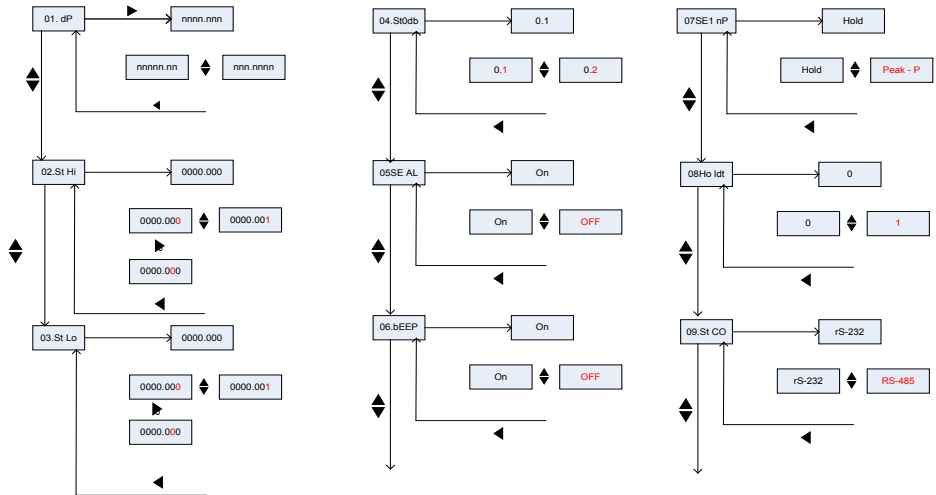 01. dP
nnnn.nnn
nnnnn.nn
nnn.nnnn
02.St Hi
0000.000
0000.000
0000.001
0000.000
03.St Lo
0000.000
0000.000
0000.001
0000.000
04.St0db
0.1
0.1
0.2
05SE AL
On
On
OFF
06.bEEP
On
On
OFF
07SE1 nP
Hold
Hold
Peak - P
08Ho ldt
0
0
1
09.St CO
rS-232
rS-232
RS-485